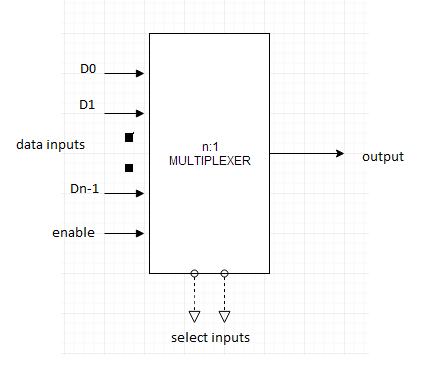 D0
D1
data inputs
Dn-1
enable
n:1
MULTIPLEXER
output
select inputs